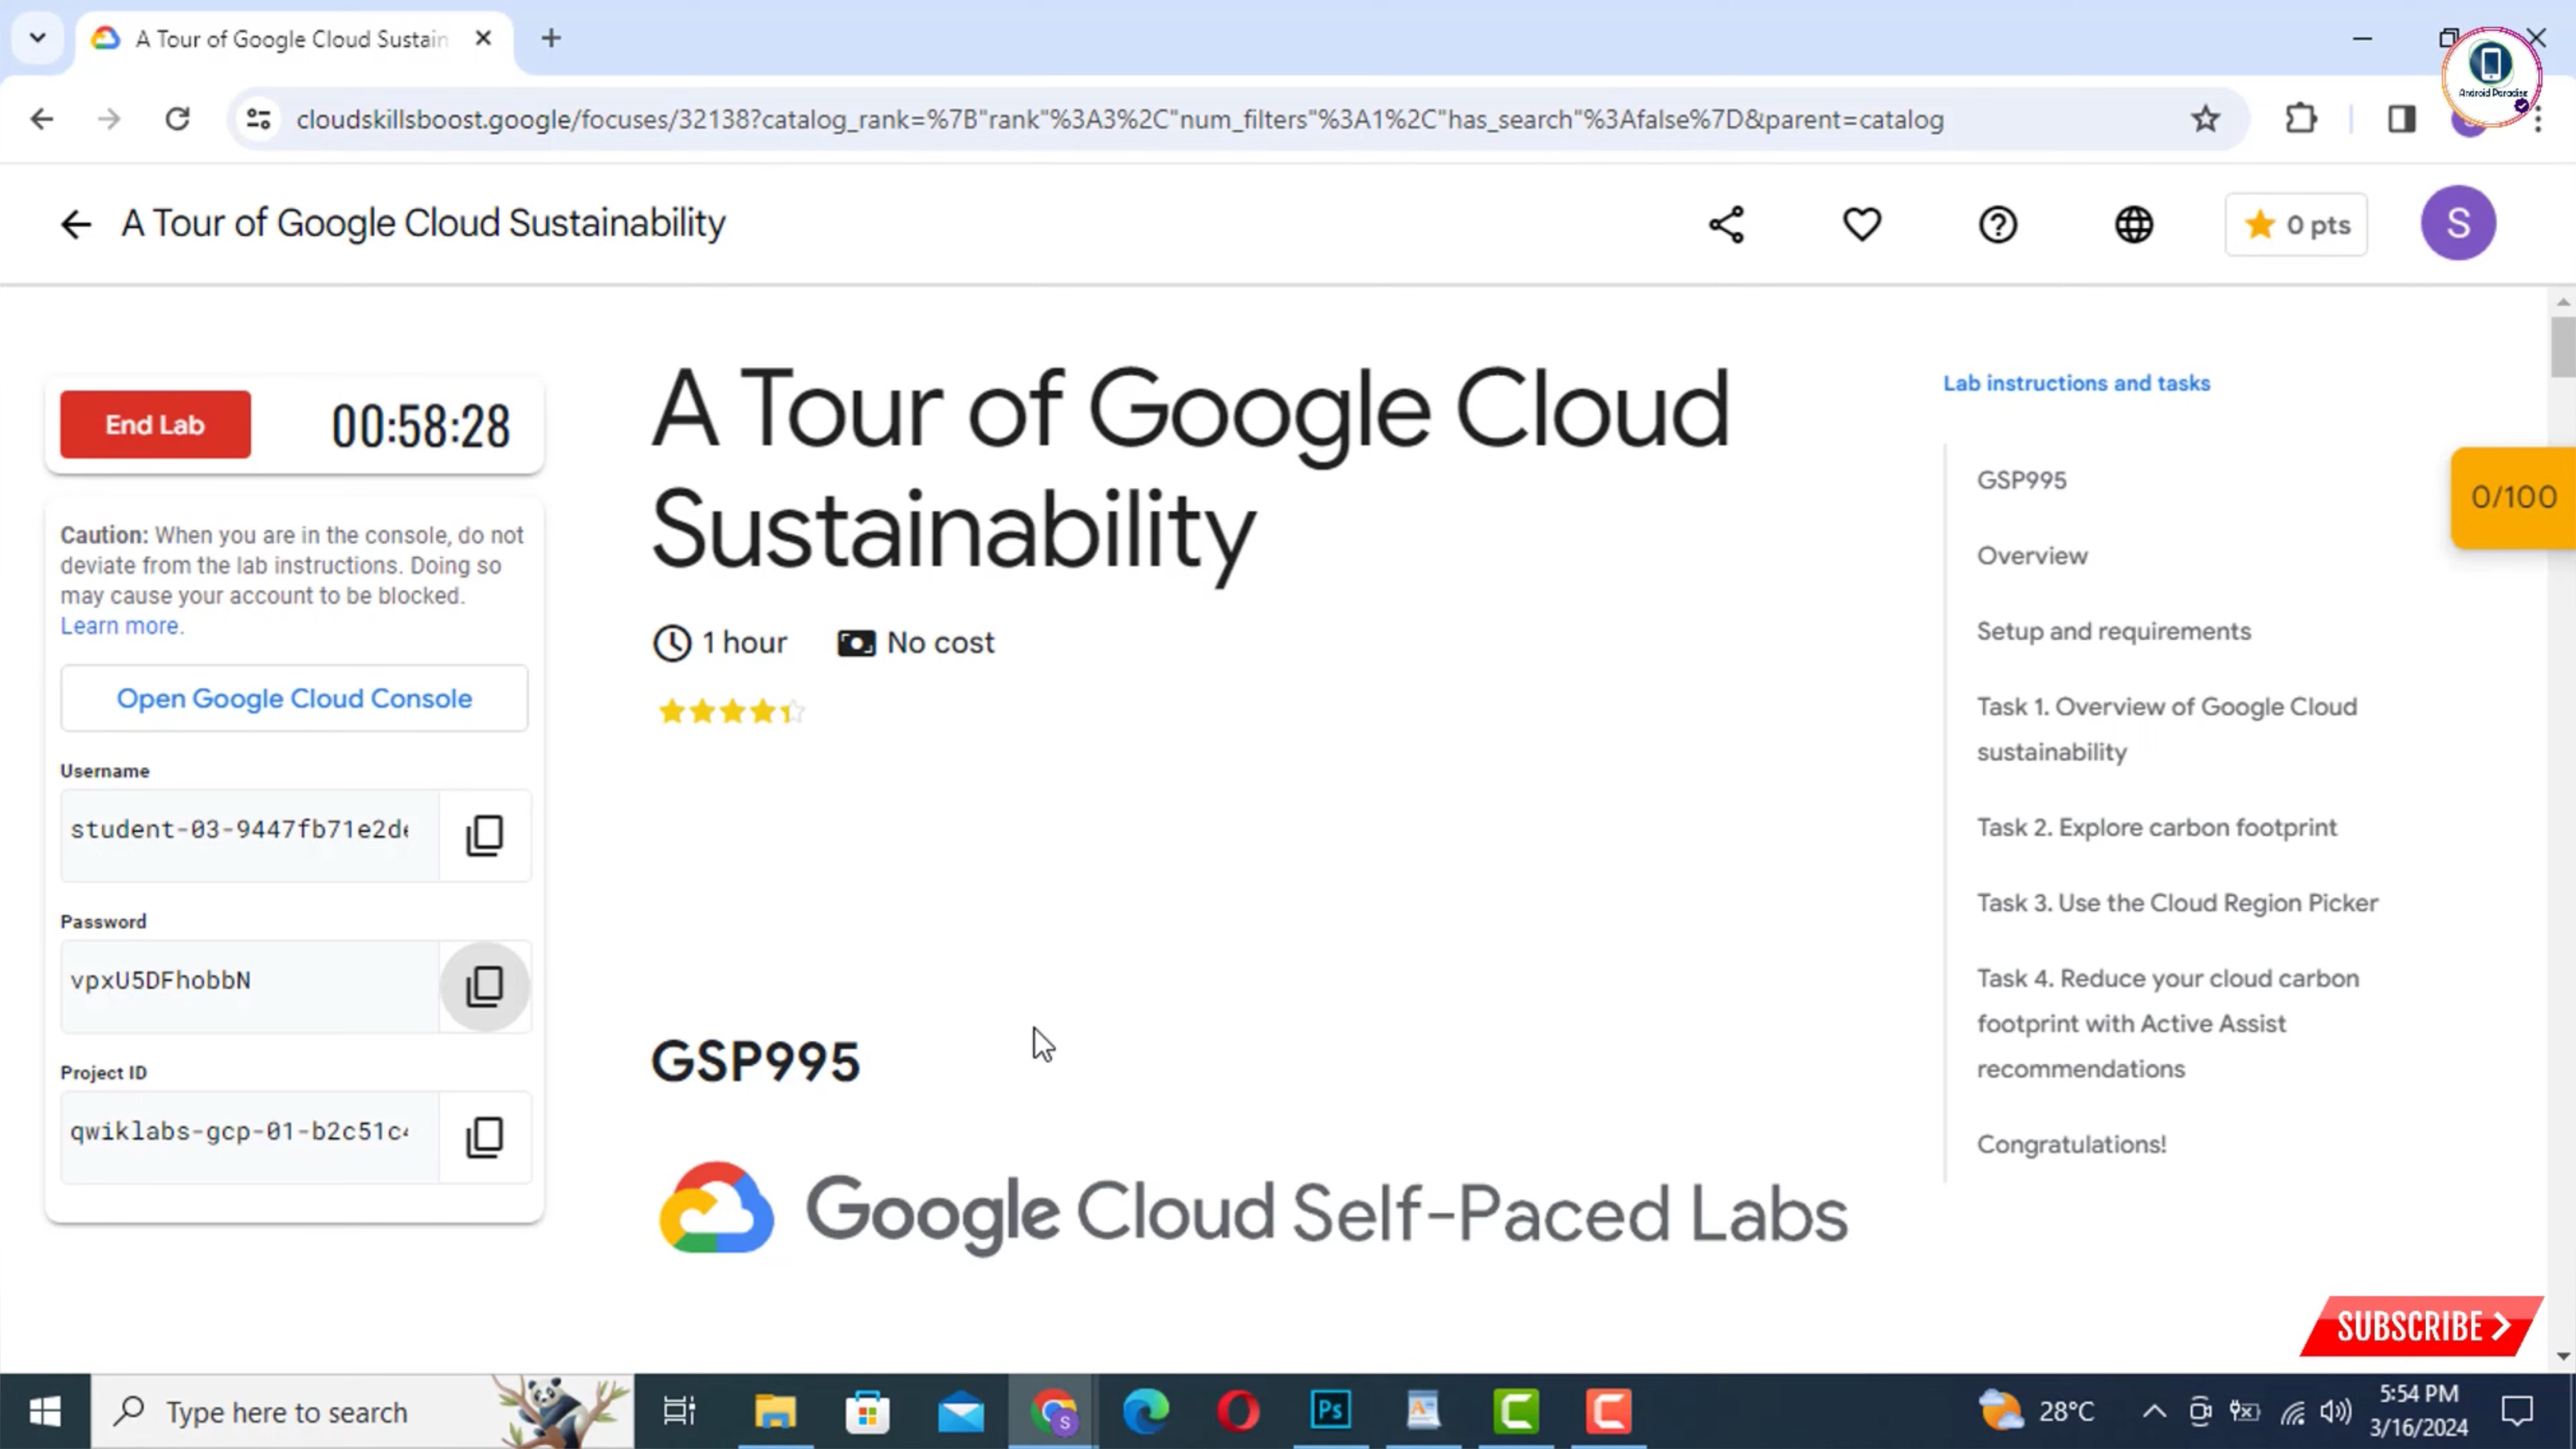 A Tour of Google Cloud Sustain
Android Paradise
cloudskillsboost.google/focuses/32138?catalog_rank=%7B"rank"%3A3%2C"num_filters"%3A1%2C"has_search"%3Afalse%7D&parent=catalog
A Tour of Google Cloud Sustainability
0 pts
S
End Lab
00:58:28
Caution: When you are in the console, do not
deviate from the lab instructions. Doing so
may cause your account to be blocked.
Learn more.
Open Google Cloud Console
Username
student-03-9447fb71e2de
Password
vpxU5DFhobbN
Project ID
qwiklabs-gcp-01-b2c51c4
A Tour of Google Cloud
Sustainability
1 hour
No cost
GSP995
Google Cloud Self-Paced Labs
Lab instructions and tasks
GSP995
Overview
Setup and requirements
Task 1. Overview of Google Cloud
sustainability
Task 2. Explore carbon footprint
Task 3. Use the Cloud Region Picker
Task 4. Reduce your cloud carbon
footprint with Active Assist
recommendations
Congratulations!
0/100
SUBSCRIBE
Type here to search
S
Ps
28°C
5:54 PM
3/16/2024